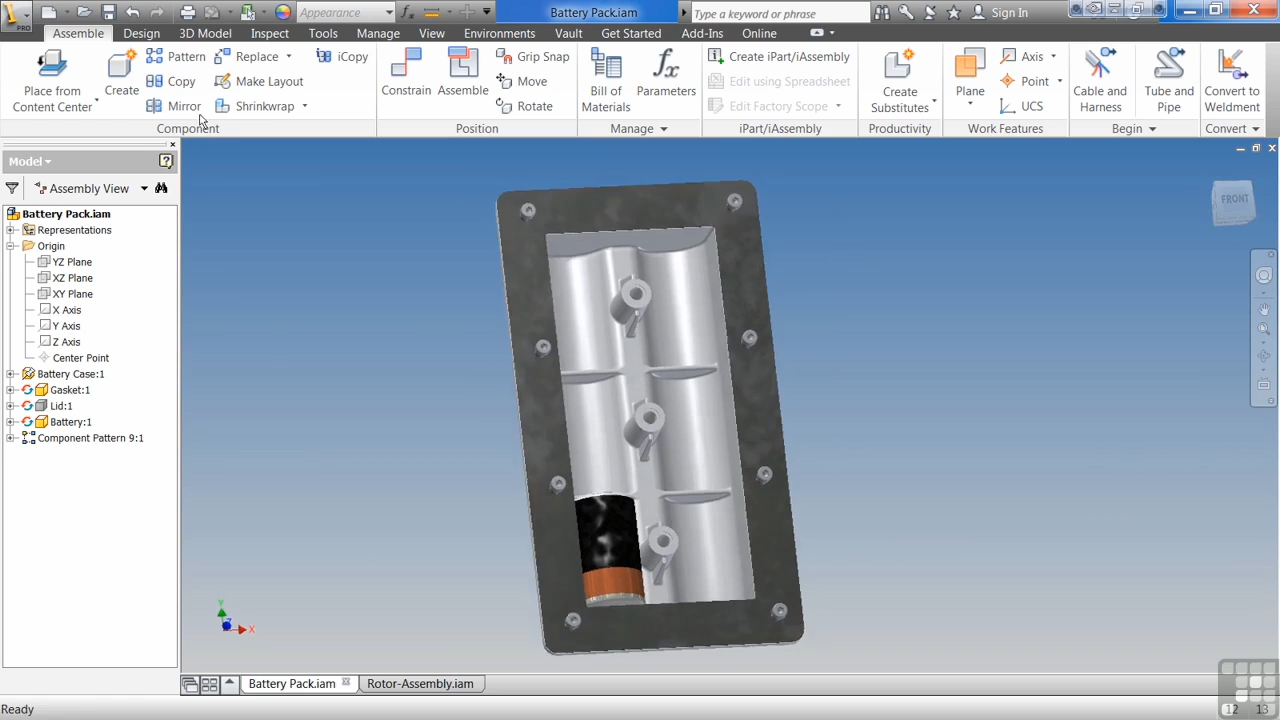 PRO
Appearance
Battery Pack.iam
Type a keyword or phrase
Sign In
Assemble Design 3D Model Inspect Tools Manage View Environments Vault Get Started Add-Ins Online
Place from
Content Center
Create
Pattern
Copy
Mirror
Replace
Make Layout
Shrinkwrap
iCopy
Component
Constrain
Assemble
Grip Snap
Move
Rotate
Position
Bill of
Materials
fx
Parameters
Manage
Create iPart/iAssembly
Edit using Spreadsheet
Edit Factory Scope
iPart/iAssembly
Create
Substitutes
Productivity
Plane
Axis
Point
UCS
Work Features
Cable and
Harness
Tube and
Pipe
Begin
Convert to
Weldment
Convert
Model
Assembly View
Battery Pack.iam
Representations
Origin
YZ Plane
XZ Plane
XY Plane
X Axis
Y Axis
Z Axis
Center Point
Battery Case:1
Gasket:1
Lid:1
Battery:1
Component Pattern 9:1
FRONT
Y
X
Battery Pack.iam
Rotor-Assembly.iam
Ready
12 13